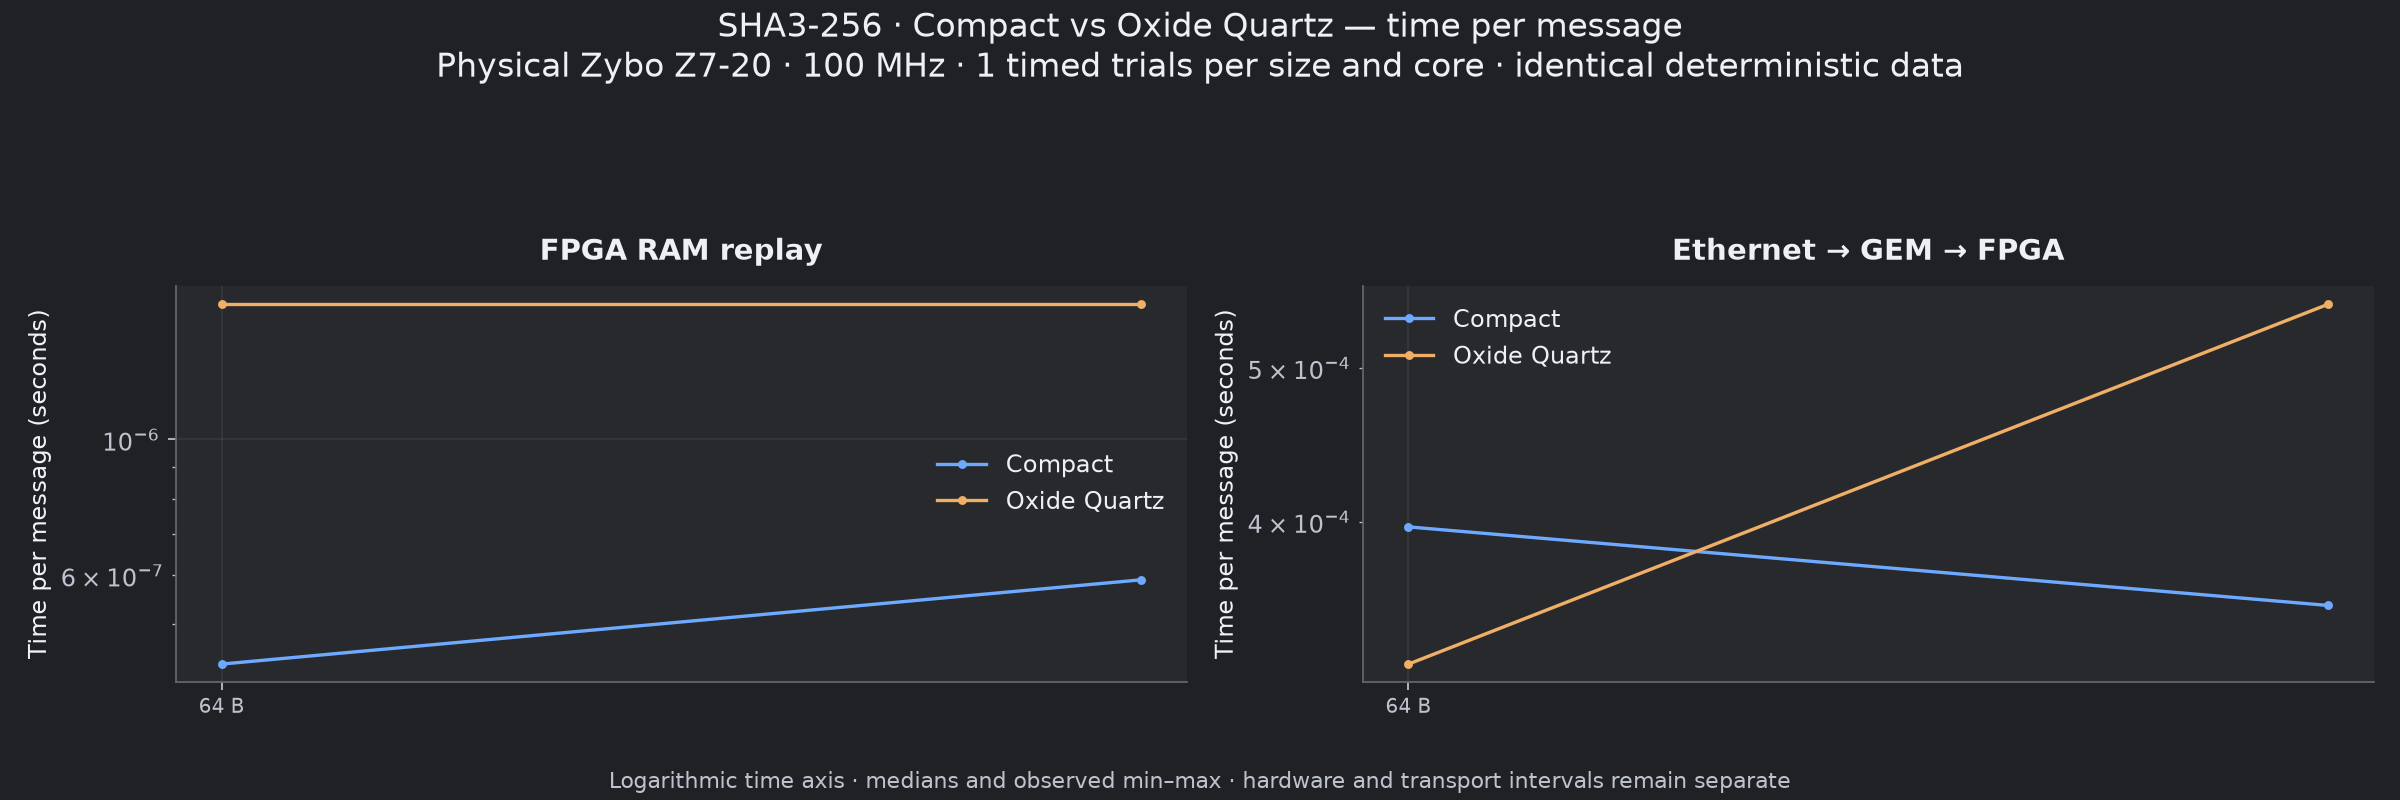 SHA3-256 · Compact vs Oxide Quartz — time per message
Physical Zybo Z7-20 · 100 MHz · 1 timed trials per size and core · identical deterministic data
FPGA RAM replay
Time per message (seconds)
10⁻⁶
6 × 10⁻⁷
Compact
Oxide Quartz
64 B
Ethernet → GEM → FPGA
Time per message (seconds)
5 × 10⁻⁴
4 × 10⁻⁴
Compact
Oxide Quartz
64 B
Logarithmic time axis · medians and observed min–max · hardware and transport intervals remain separate